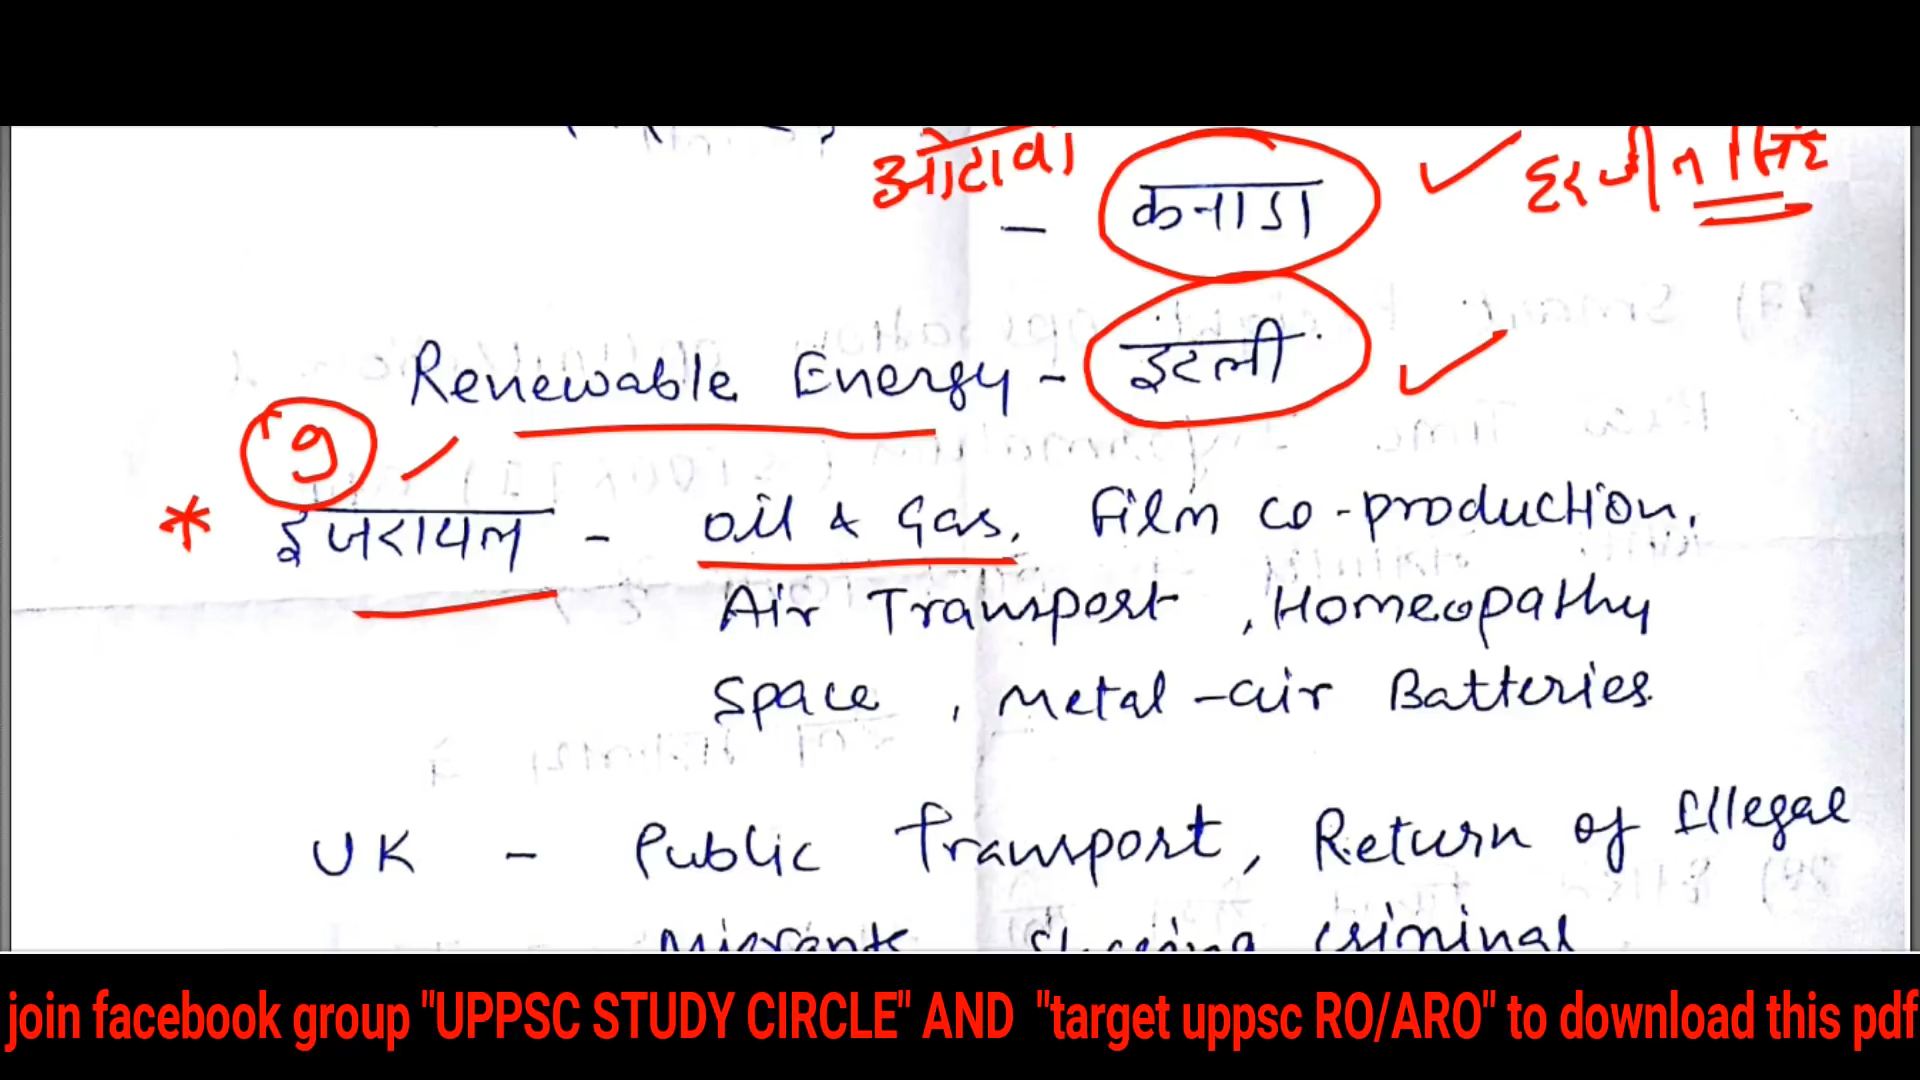 ओटावा
- कनाडा
हरजीत सिंह
Renewable Energy - इटली
9
* इजरायल - Oil & Gas, Film co-production,
Air Transport, Homeopathy
Space, Metal-air Batteries.
UK - Public Transport, Return of Illegal
Migrants criminal
join facebook group "UPPSC STUDY CIRCLE" AND "target uppsc RO/ARO" to download this pdf